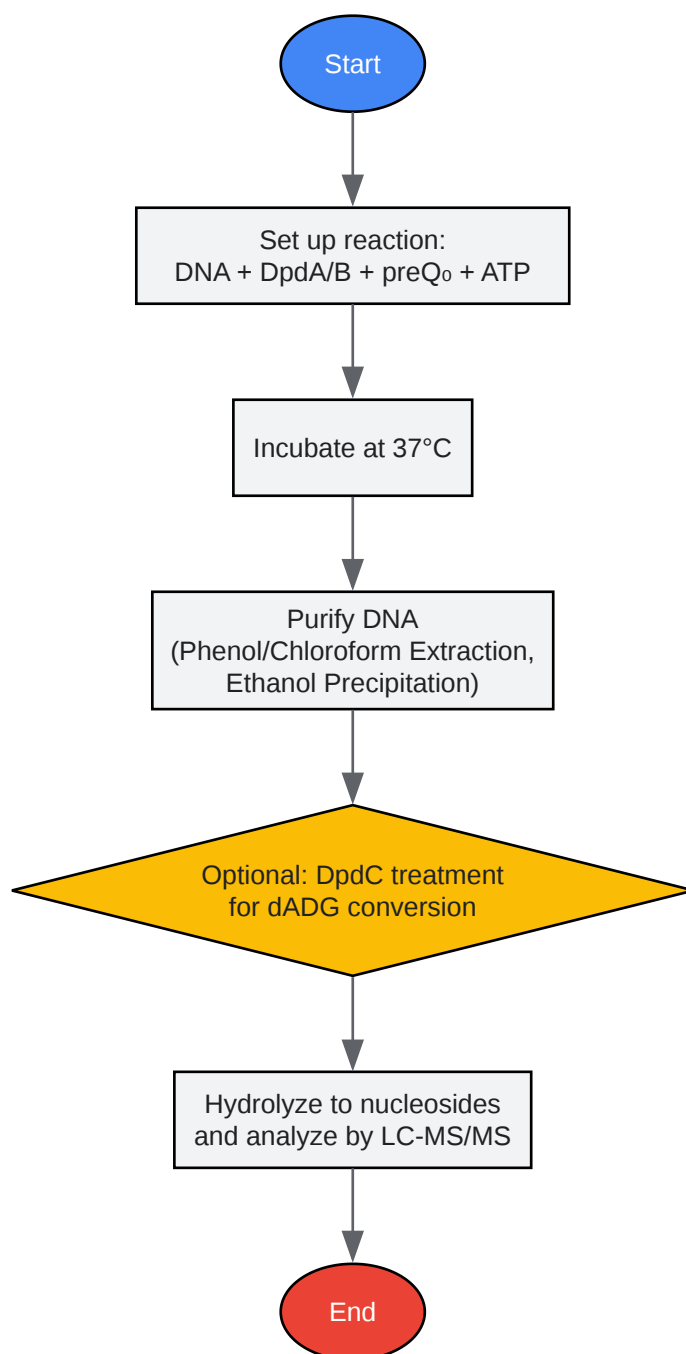 Start
Set up reaction:
DNA + DpdA/B + preQ₀ + ATP
Incubate at 37°C
Purify DNA
(Phenol/Chloroform Extraction,
Ethanol Precipitation)
Optional: DpdC treatment
for dADG conversion
Hydrolyze to nucleosides
and analyze by LC-MS/MS
End